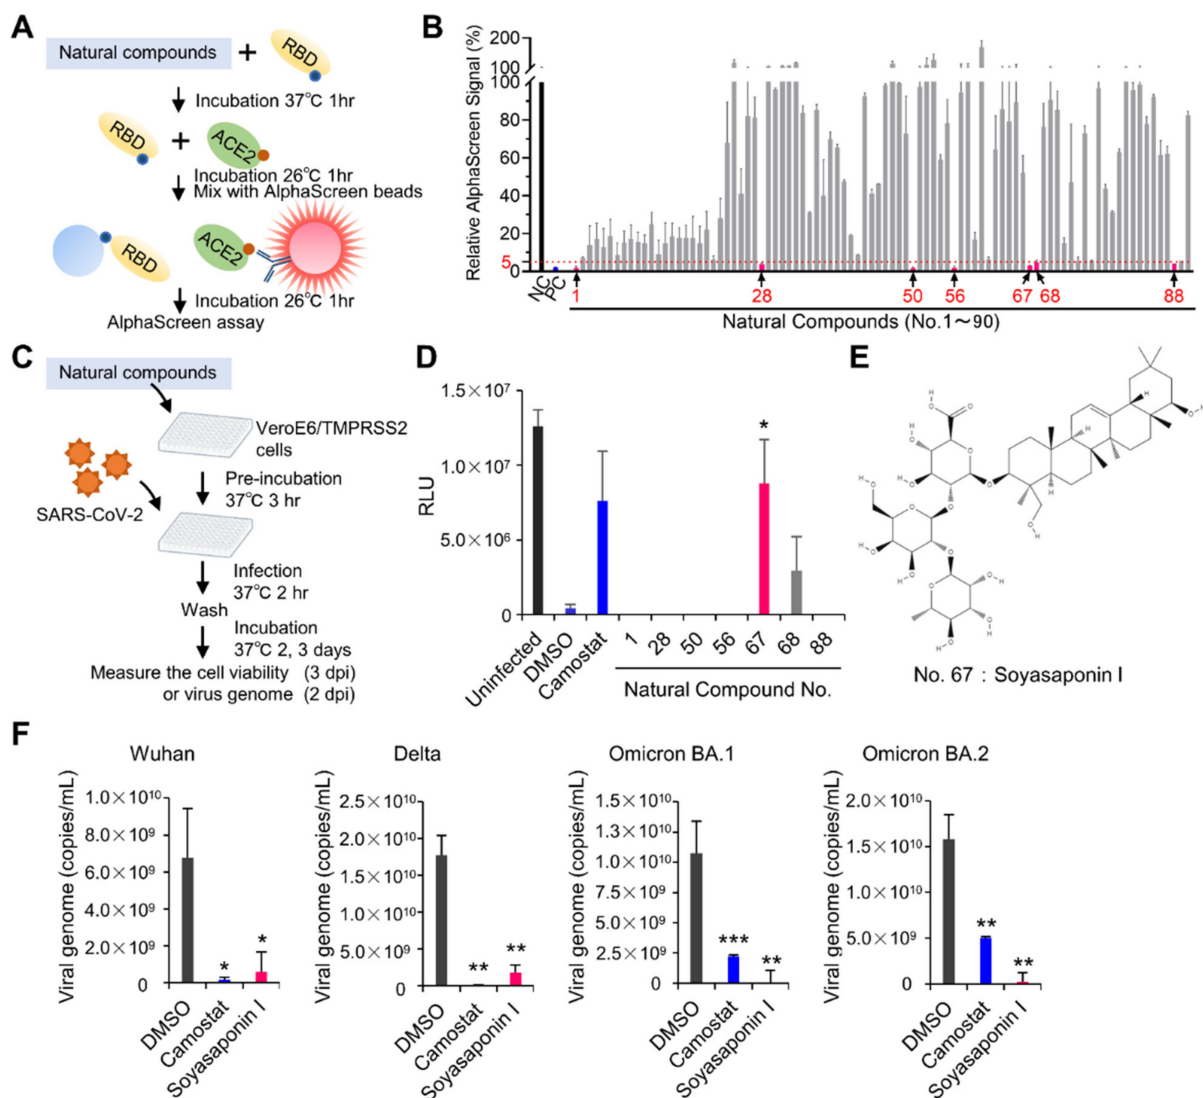 A
Natural compounds
+
RBD
Incubation 37℃ 1hr
RBD
+
ACE2
Incubation 26℃ 1hr
Mix with AlphaScreen beads
RBD
ACE2
Incubation 26℃ 1hr
AlphaScreen assay
B
Relative AlphaScreen Signal (%)
200
150
100
100
80
60
40
20
5
0
NC
PC
1
28
50
56
67
68
88
Natural Compounds (No.1~90)
C
Natural compounds
VeroE6/TMPRSS2
cells
Pre-incubation
37℃ 3 hr
SARS-CoV-2
Infection
37℃ 2 hr
Wash
Incubation
37℃ 2, 3 days
Measure the cell viability (3 dpi)
or virus genome (2 dpi)
D
RLU
1.5×10⁷
1.0×10⁷
5.0×10⁶
0
*
Uninfected
DMSO
Camostat
1 28 50 56 67 68 88
Natural Compound No.
E
No. 67 : Soyasaponin I
F
Wuhan
Viral genome (copies/mL)
1.0×10¹⁰
8.0×10⁹
6.0×10⁹
4.0×10⁹
2.0×10⁹
0
*
*
DMSO
Camostat
Soyasaponin I
Delta
Viral genome (copies/mL)
2.5×10¹⁰
2.0×10¹⁰
1.5×10¹⁰
1.0×10¹⁰
5.0×10⁹
0
**
**
DMSO
Camostat
Soyasaponin I
Omicron BA.1
Viral genome (copies/mL)
1.5×10¹⁰
1.3×10¹⁰
1.0×10¹⁰
7.5×10⁹
5.0×10⁹
2.5×10⁹
0
***
**
DMSO
Camostat
Soyasaponin I
Omicron BA.2
Viral genome (copies/mL)
2.0×10¹⁰
1.5×10¹⁰
1.0×10¹⁰
5.0×10⁹
0
**
**
DMSO
Camostat
Soyasaponin I